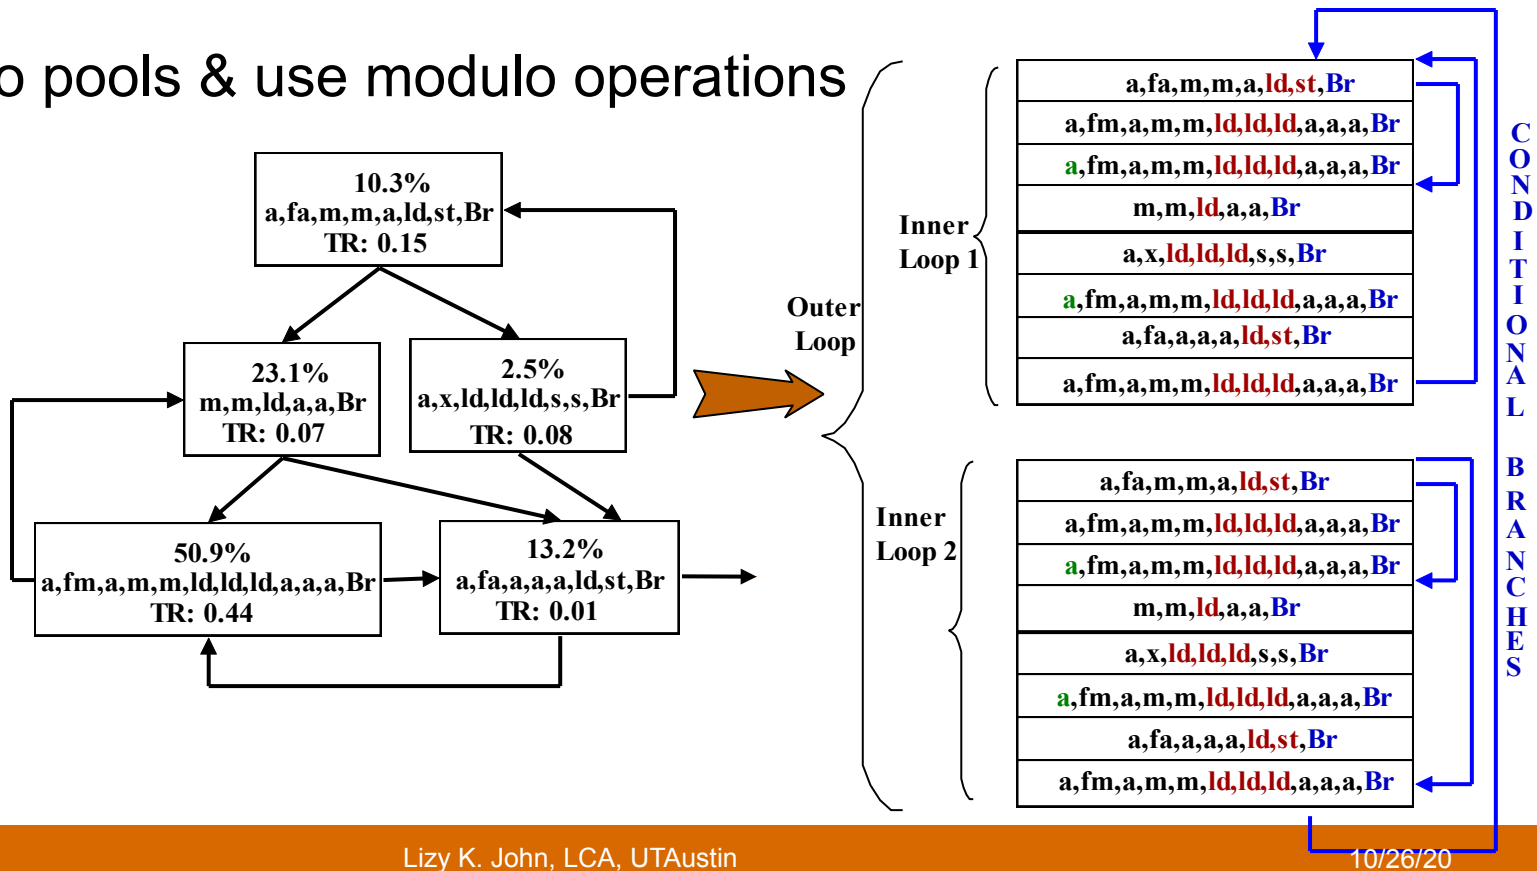 o pools & use modulo operations
10.3%
a,fa,m,m,a,ld,st,Br
TR: 0.15
23.1%
m,m,ld,a,a,Br
TR: 0.07
2.5%
a,x,ld,ld,ld,s,s,Br
TR: 0.08
50.9%
a,fm,a,m,m,ld,ld,ld,a,a,a,Br
TR: 0.44
13.2%
a,fa,a,a,a,ld,st,Br
TR: 0.01
Outer
Loop
Inner
Loop 1
a,fa,m,m,a,ld,st,Br
a,fm,a,m,m,ld,ld,ld,a,a,a,Br
a,fm,a,m,m,ld,ld,ld,a,a,a,Br
m,m,ld,a,a,Br
a,x,ld,ld,ld,s,s,Br
a,fm,a,m,m,ld,ld,ld,a,a,a,Br
a,fa,a,a,a,ld,st,Br
a,fm,a,m,m,ld,ld,ld,a,a,a,Br
Inner
Loop 2
a,fa,m,m,a,ld,st,Br
a,fm,a,m,m,ld,ld,ld,a,a,a,Br
a,fm,a,m,m,ld,ld,ld,a,a,a,Br
m,m,ld,a,a,Br
a,x,ld,ld,ld,s,s,Br
a,fm,a,m,m,ld,ld,ld,a,a,a,Br
a,fa,a,a,a,ld,st,Br
a,fm,a,m,m,ld,ld,ld,a,a,a,Br
CONDITIONAL BRANCHES
Lizy K. John, LCA, UTAustin
10/26/20